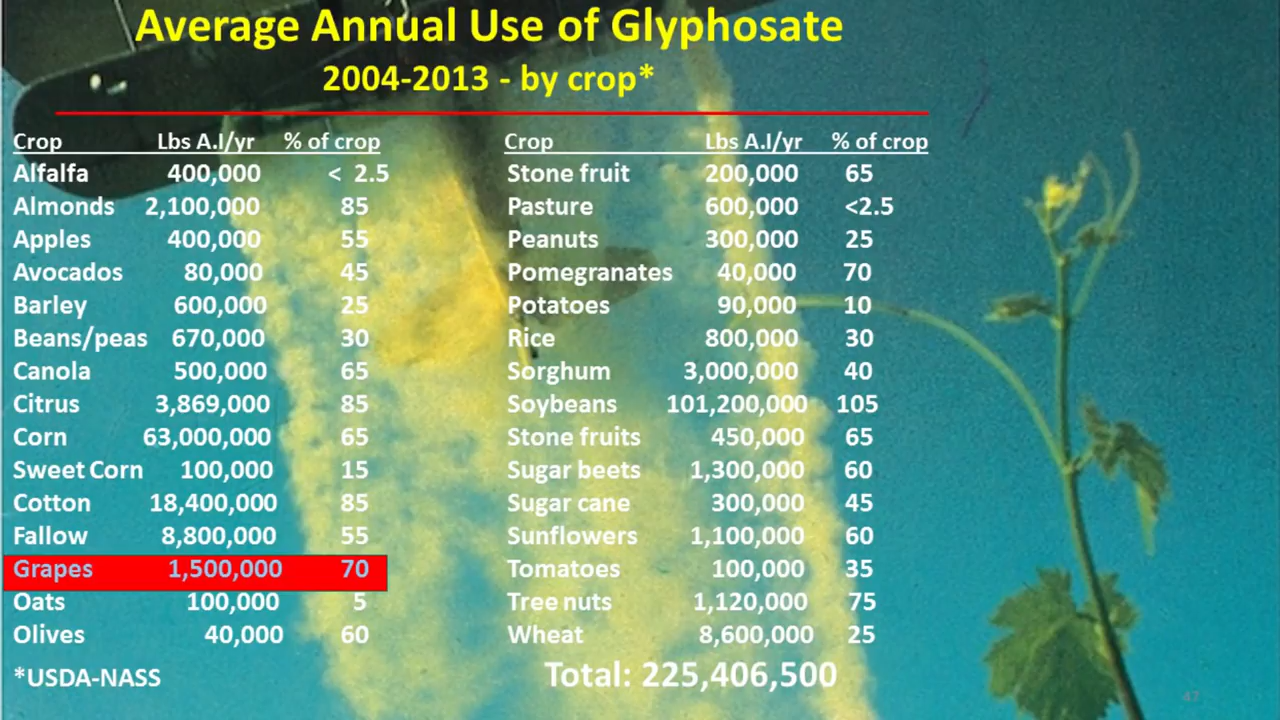 Average Annual Use of Glyphosate
2004-2013 - by crop*
Crop Lbs A.I/yr % of crop
Alfalfa 400,000 < 2.5
Almonds 2,100,000 85
Apples 400,000 55
Avocados 80,000 45
Barley 600,000 25
Beans/peas 670,000 30
Canola 500,000 65
Citrus 3,869,000 85
Corn 63,000,000 65
Sweet Corn 100,000 15
Cotton 18,400,000 85
Fallow 8,800,000 55
Grapes 1,500,000 70
Oats 100,000 5
Olives 40,000 60
*USDA-NASS
Crop Lbs A.I/yr % of crop
Stone fruit 200,000 65
Pasture 600,000 <2.5
Peanuts 300,000 25
Pomegranates 40,000 70
Potatoes 90,000 10
Rice 800,000 30
Sorghum 3,000,000 40
Soybeans 101,200,000 105
Stone fruits 450,000 65
Sugar beets 1,300,000 60
Sugar cane 300,000 45
Sunflowers 1,100,000 60
Tomatoes 100,000 35
Tree nuts 1,120,000 75
Wheat 8,600,000 25
Total: 225,406,500
47